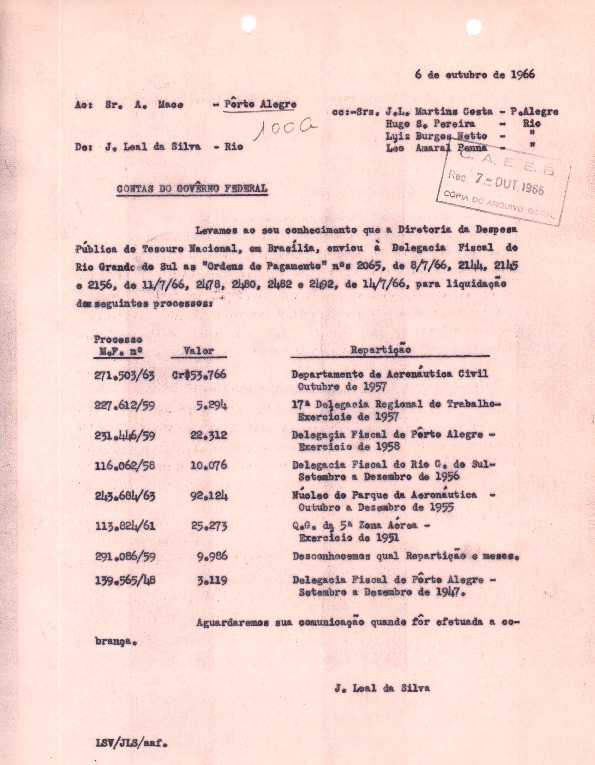 6 de outubro de 1966
Ao: Sr. A. Mace - Pôrto Alegre
cc:-Srs. J.L. Martins Costa - P.Alegre
Hugo S. Pereira - Rio
100a
Luiz Burgos Netto - "
De: J. Leal da Silva - Rio
Leo Amaral Penna - "
C. A. E. E. B.
Rec. 7 - OUT 1966
CÓPIA DO ARQUIVO GERAL
CONTAS DO GOVÊRNO FEDERAL
Levamos ao seu conhecimento que a Diretoria da Despesa
Pública do Tesouro Nacional, em Brasília, enviou à Delegacia Fiscal do
Rio Grande do Sul as "Ordens de Pagamento" nºs 2065, de 8/7/66, 2144, 2145
e 2156, de 11/7/66, 2478, 2480, 2482 e 2492, de 14/7/66, para liquidação
dos seguintes processos:
Processo
M.F. nº Valor Repartição
271.503/63 Cr$53.766 Departamento de Aeronáutica Civil
Outubro de 1957
227.612/59 5.294 17ª Delegacia Regional do Trabalho-
Exercício de 1957
231.446/59 22.312 Delegacia Fiscal de Pôrto Alegre -
Exercício de 1958
116.062/58 10.076 Delegacia Fiscal do Rio G. do Sul-
Setembro a Dezembro de 1956
243.684/63 92.124 Núcleo do Parque da Aeronáutica -
Outubro a Dezembro de 1955
113.824/61 25.273 Q.G. da 5ª Zona Aérea -
Exercício de 1951
291.086/59 9.986 Desconhecemos qual Repartição e meses.
139.565/48 3.119 Delegacia Fiscal de Pôrto Alegre -
Setembro a Dezembro de 1947.
Aguardaremos sua comunicação quando fôr efetuada a co-
brança.
J. Leal da Silva
LSV/JLS/aaf.